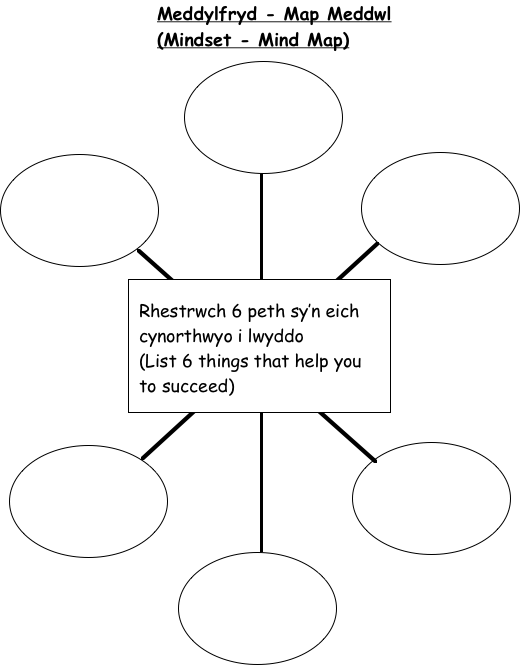 Meddylfryd - Map Meddwl
(Mindset - Mind Map)
Rhestrwch 6 peth sy’n eich
cynorthwyo i lwyddo
(List 6 things that help you
to succeed)